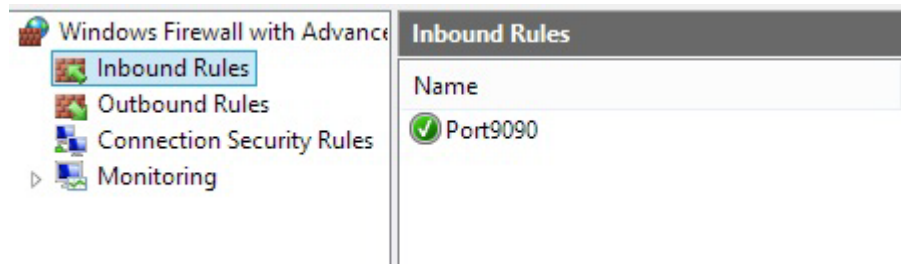 Windows Firewall with Advance
Inbound Rules
Outbound Rules
Connection Security Rules
Monitoring
Inbound Rules
Name
Port9090